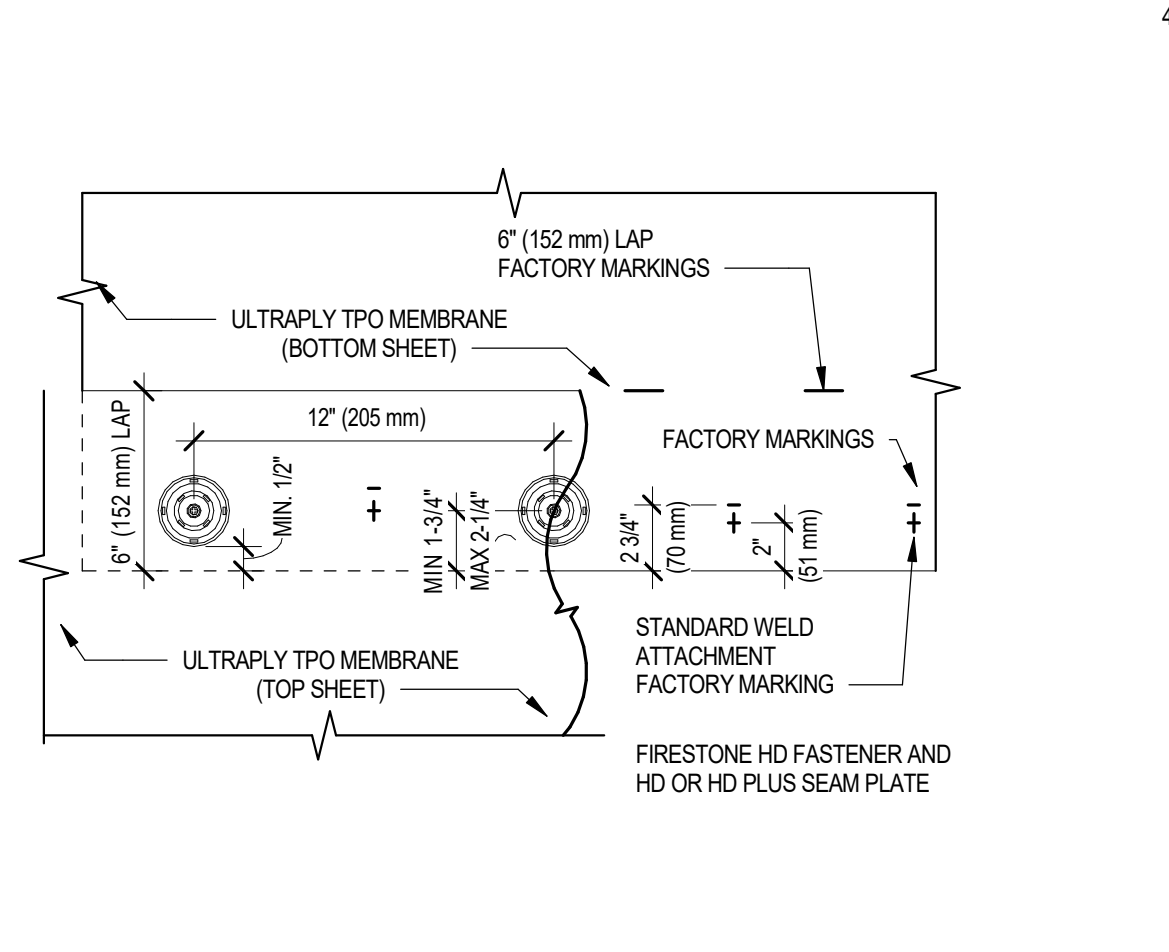 4
6" (152 mm) LAP
FACTORY MARKINGS
ULTRAPLY TPO MEMBRANE
(BOTTOM SHEET)
12" (205 mm)
FACTORY MARKINGS
6" (152 mm) LAP
MIN. 1/2"
MIN 1-3/4"
MAX 2-1/4"
2 3/4"
(70 mm)
2"
(51 mm)
STANDARD WELD
ATTACHMENT
FACTORY MARKING
ULTRAPLY TPO MEMBRANE
(TOP SHEET)
FIRESTONE HD FASTENER AND
HD OR HD PLUS SEAM PLATE